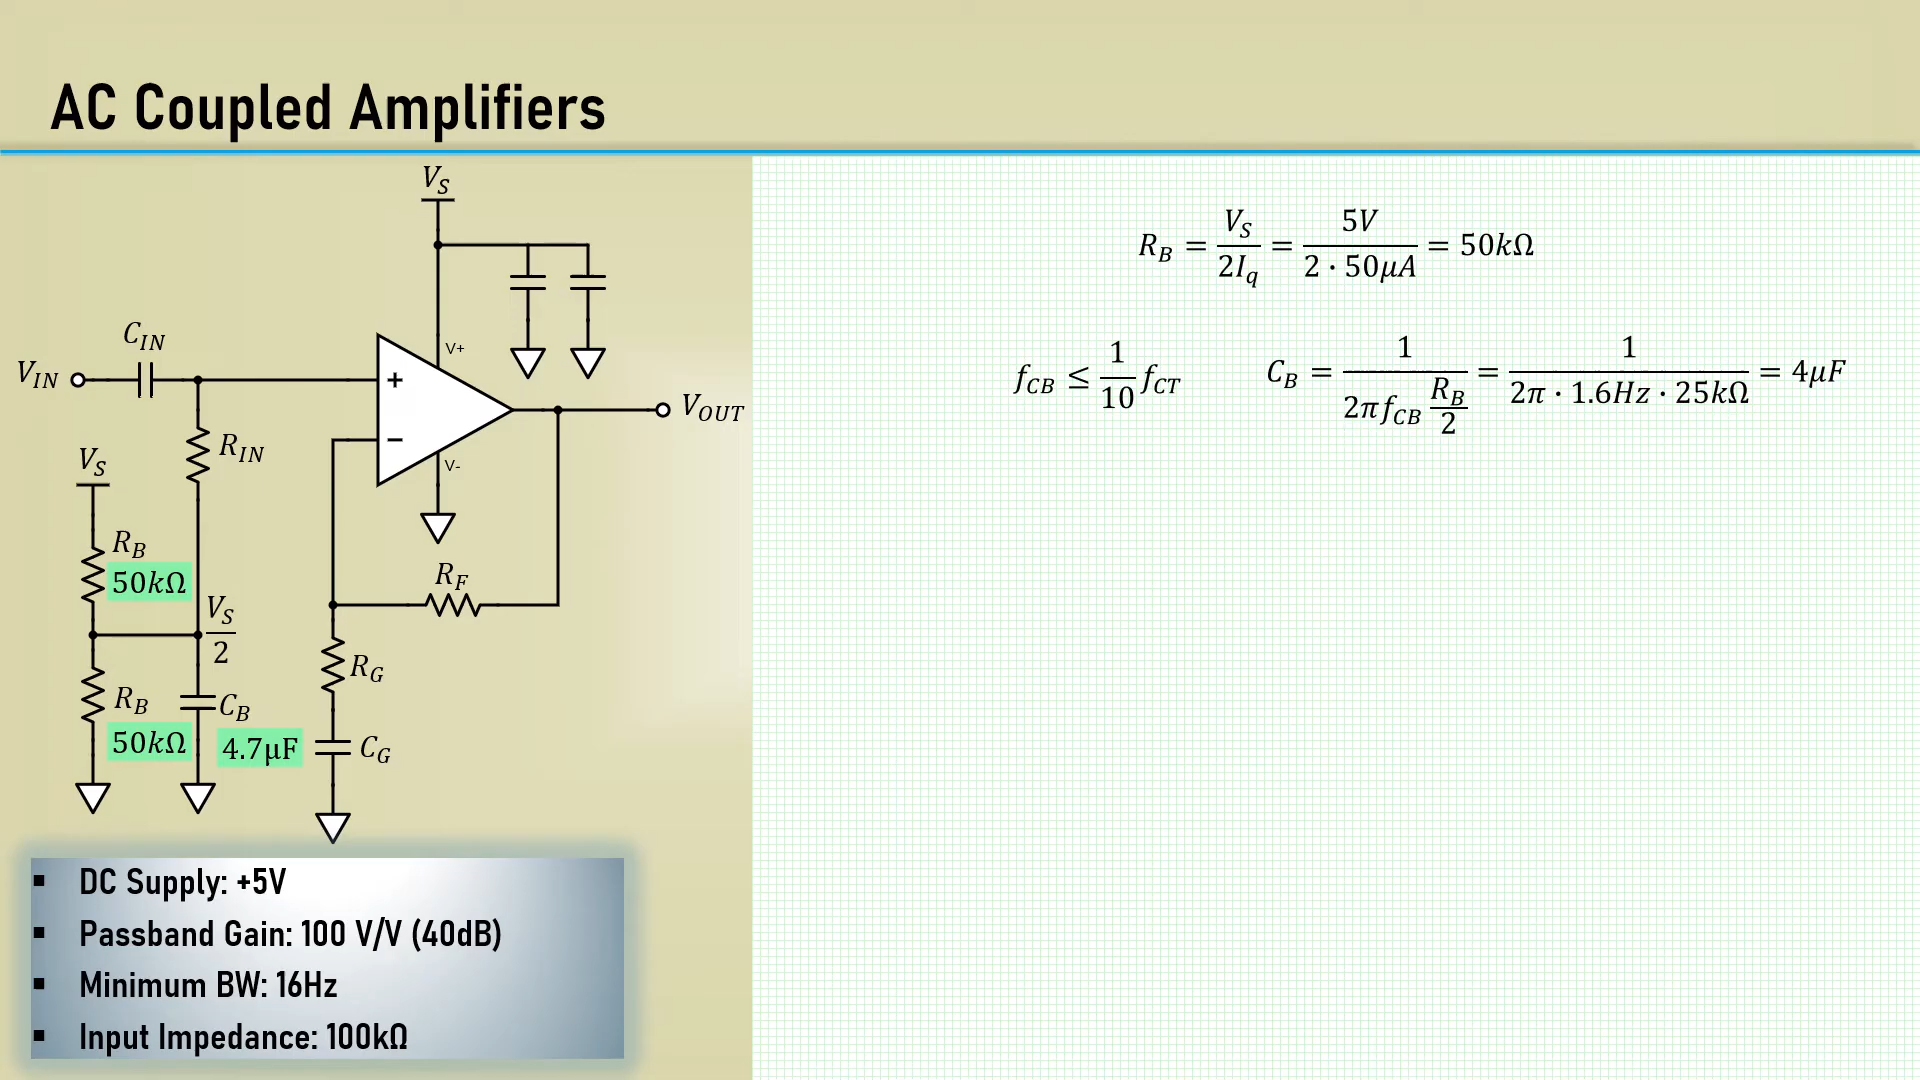 AC Coupled Amplifiers
V_S
C_IN
V_IN
V+
+
V_OUT
R_IN
−
V-
V_S
R_B
50kΩ
R_F
V_S/2
R_G
R_B
C_B
50kΩ
4.7μF
C_G
▪ DC Supply: +5V
▪ Passband Gain: 100 V/V (40dB)
▪ Minimum BW: 16Hz
▪ Input Impedance: 100kΩ
R_B = V_S / 2I_q = 5V / 2 · 50μA = 50kΩ
f_CB ≤ 1/10 f_CT
C_B = 1 / (2πf_CB R_B/2) = 1 / (2π · 1.6Hz · 25kΩ) = 4μF